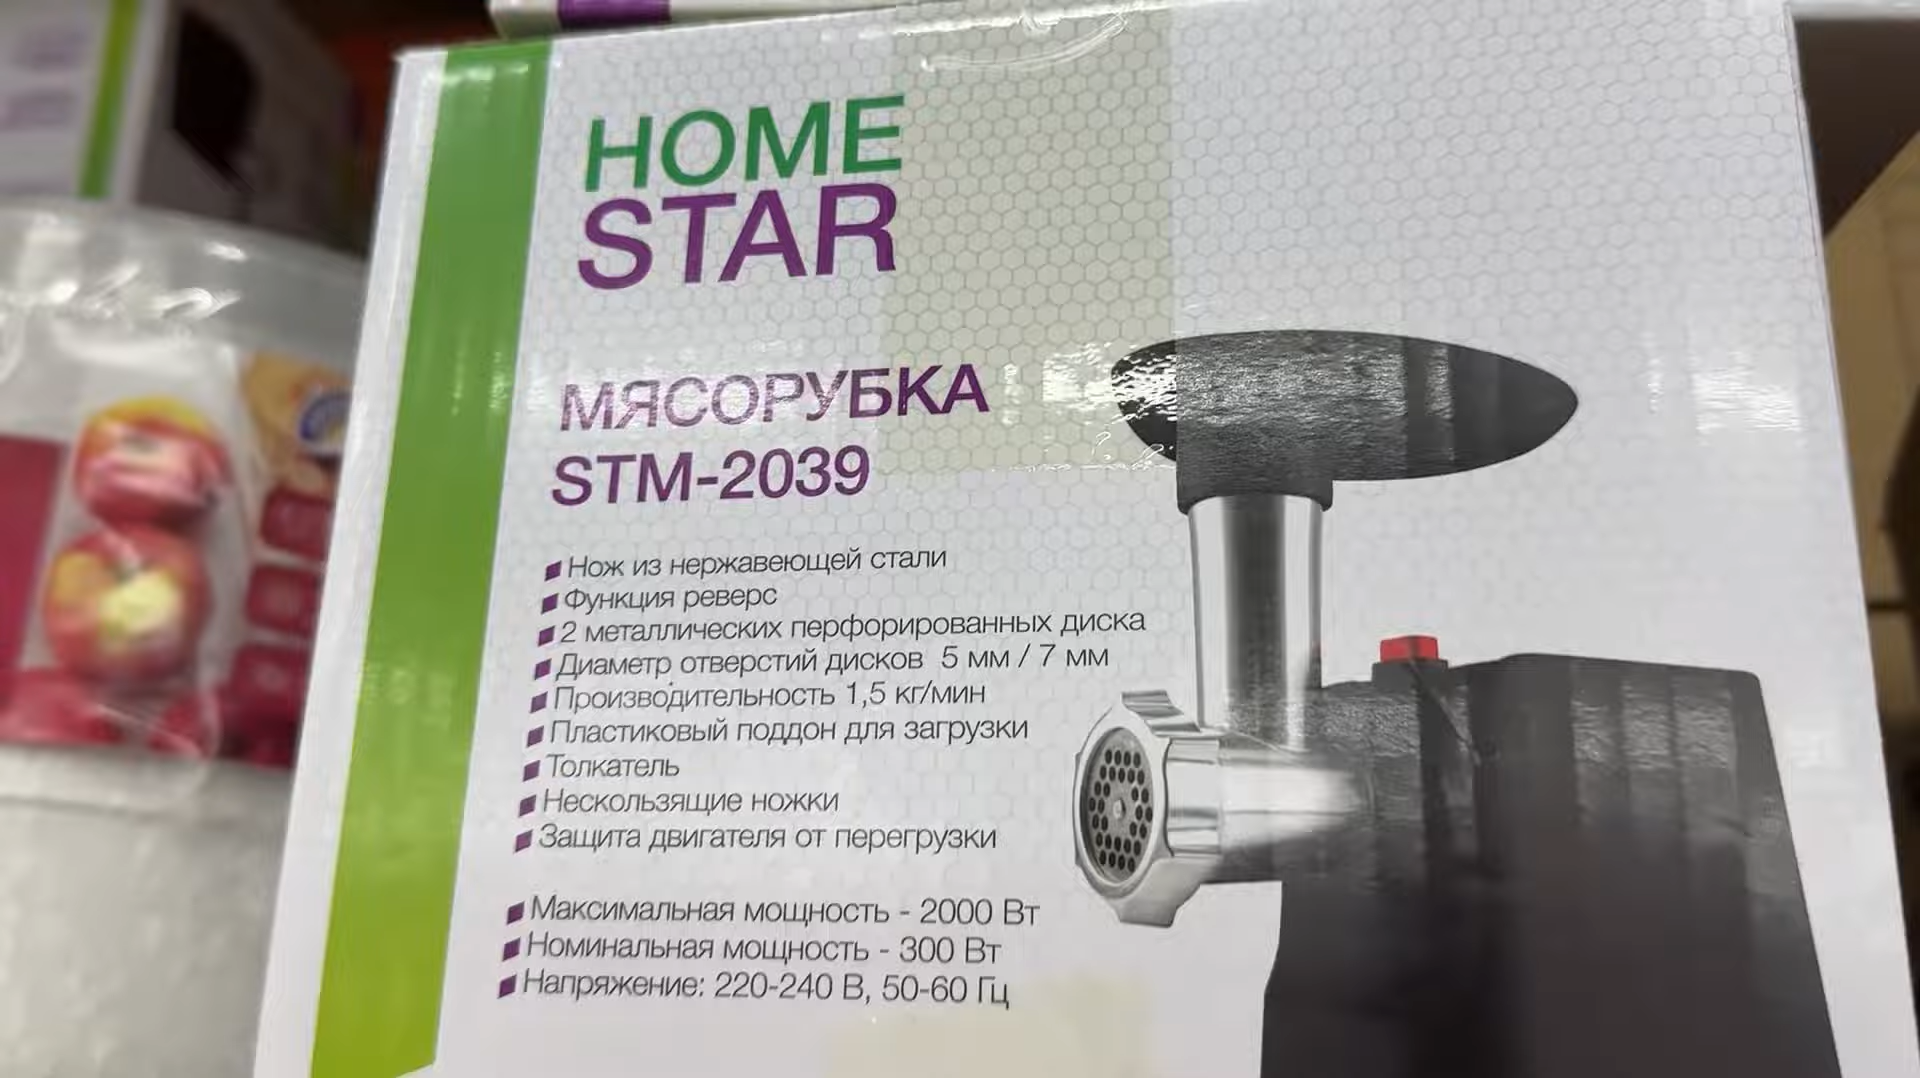 HOME
STAR
МЯСОРУБКА
STM-2039
Нож из нержавеющей стали
Функция реверс
2 металлических перфорированных диска
Диаметр отверстий дисков 5 мм / 7 мм
Производительность 1,5 кг/мин
Пластиковый поддон для загрузки
Толкатель
Нескользящие ножки
Защита двигателя от перегрузки
Максимальная мощность - 2000 Вт
Номинальная мощность - 300 Вт
Напряжение: 220-240 В, 50-60 Гц